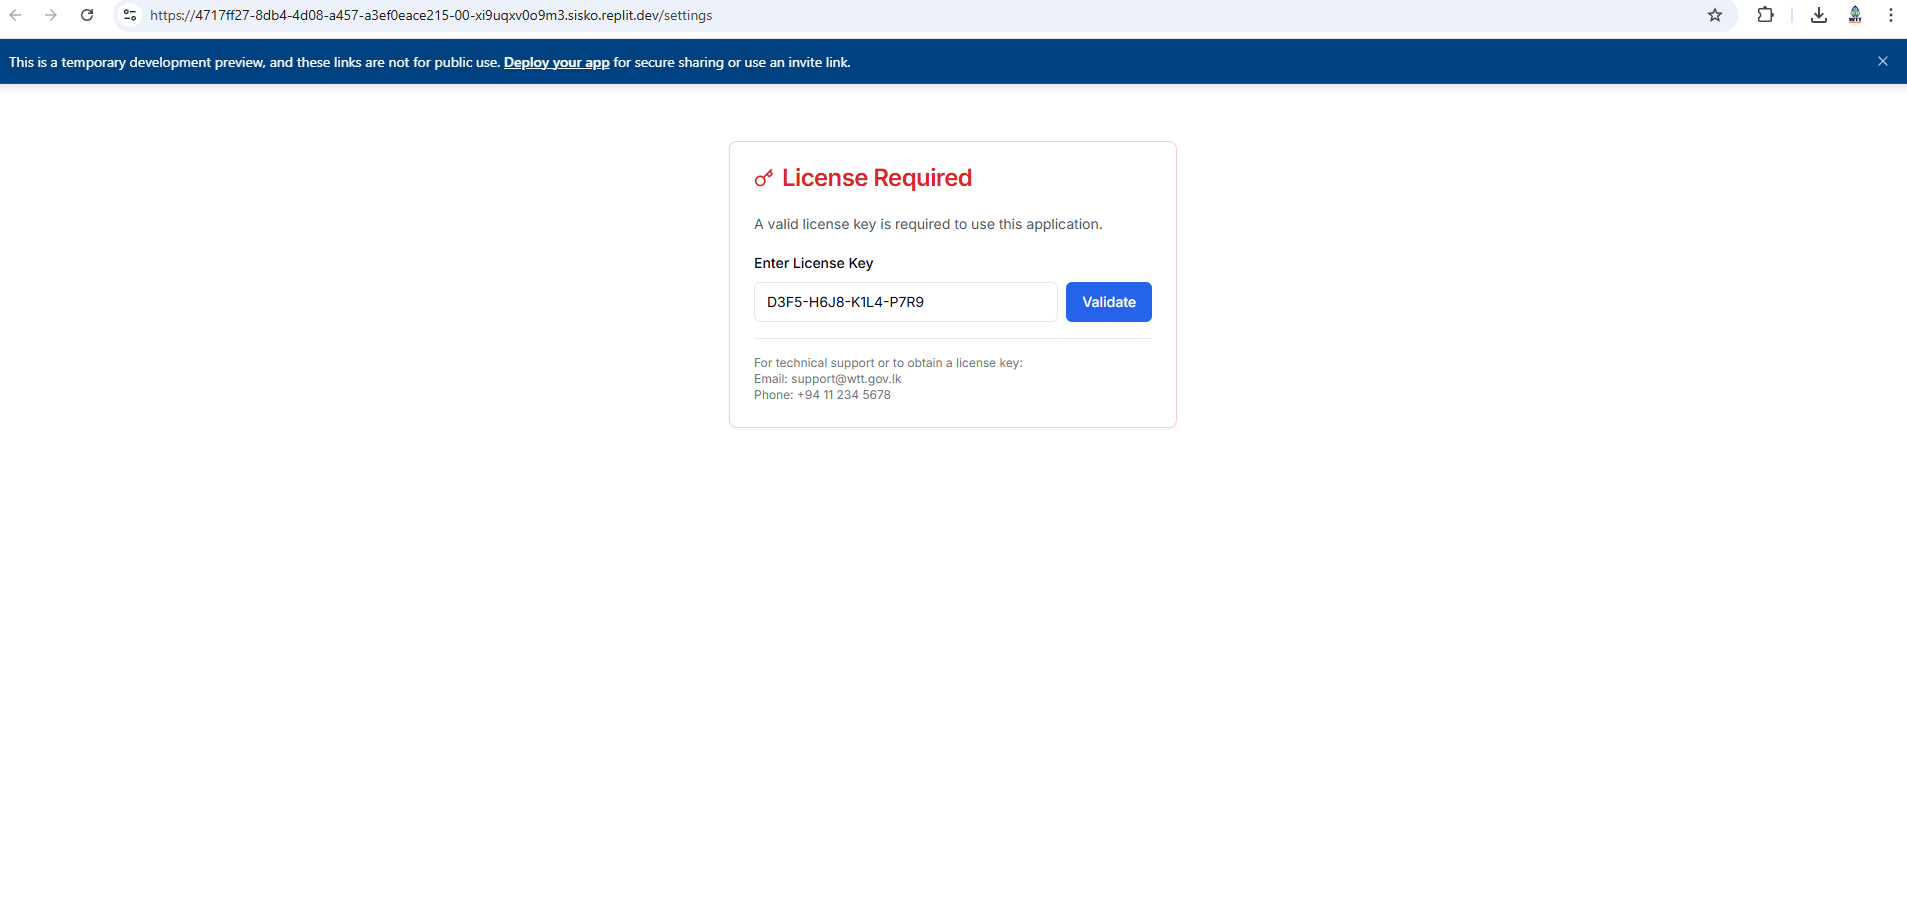 https://4717ff27-8db4-4d08-a457-a3ef0eace215-00-xi9uqxv0o9m3.sisko.replit.dev/settings
WTT
This is a temporary development preview, and these links are not for public use. Deploy your app for secure sharing or use an invite link.
License Required
A valid license key is required to use this application.
Enter License Key
D3F5-H6J8-K1L4-P7R9
Validate
For technical support or to obtain a license key:
Email: support@wtt.gov.lk
Phone: +94 11 234 5678